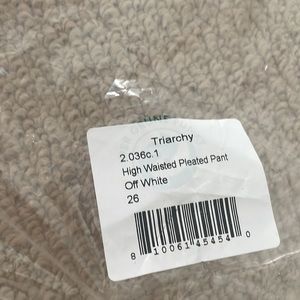 Triarchy
2.036c.1
High Waisted Pleated Pant
Off White
26
8 10061 45454 0